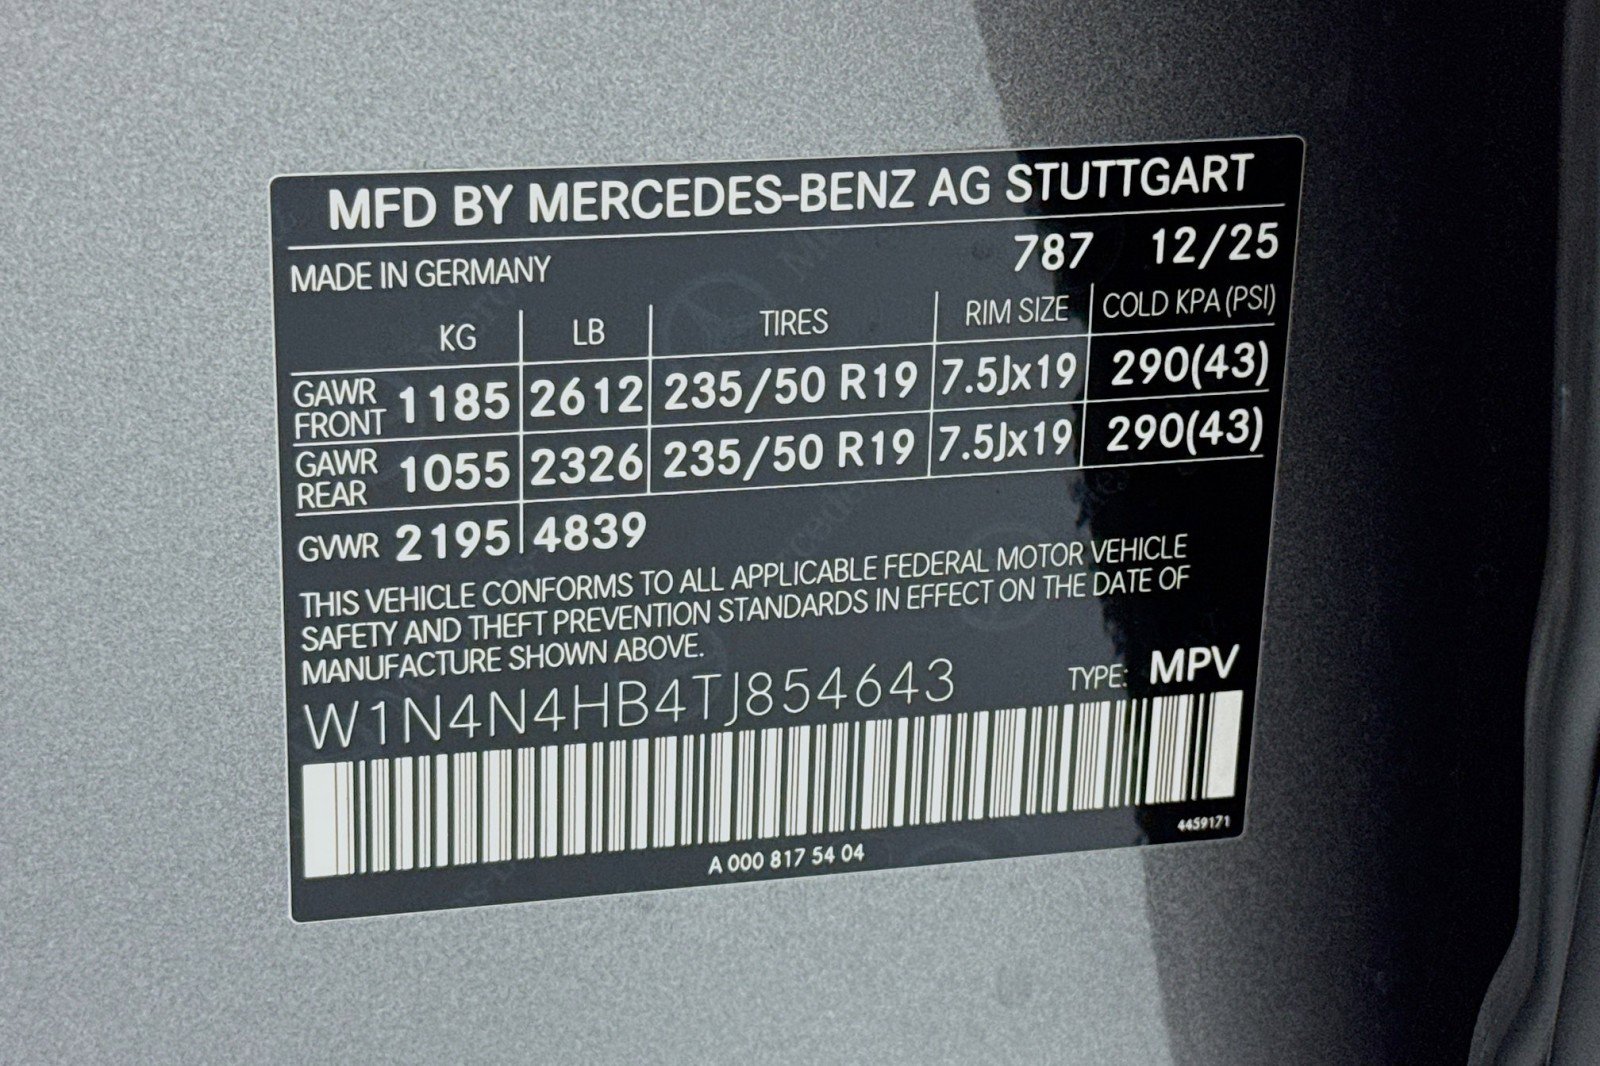 MFD BY MERCEDES-BENZ AG STUTTGART
MADE IN GERMANY 787 12/25
KG LB TIRES RIM SIZE COLD KPA (PSI)
GAWR FRONT 1185 2612 235/50 R19 7.5Jx19 290(43)
GAWR REAR 1055 2326 235/50 R19 7.5Jx19 290(43)
GVWR 2195 4839
THIS VEHICLE CONFORMS TO ALL APPLICABLE FEDERAL MOTOR VEHICLE
SAFETY AND THEFT PREVENTION STANDARDS IN EFFECT ON THE DATE OF
MANUFACTURE SHOWN ABOVE.
W1N4N4HB4TJ854643 TYPE: MPV
4459171
A 000 817 54 04